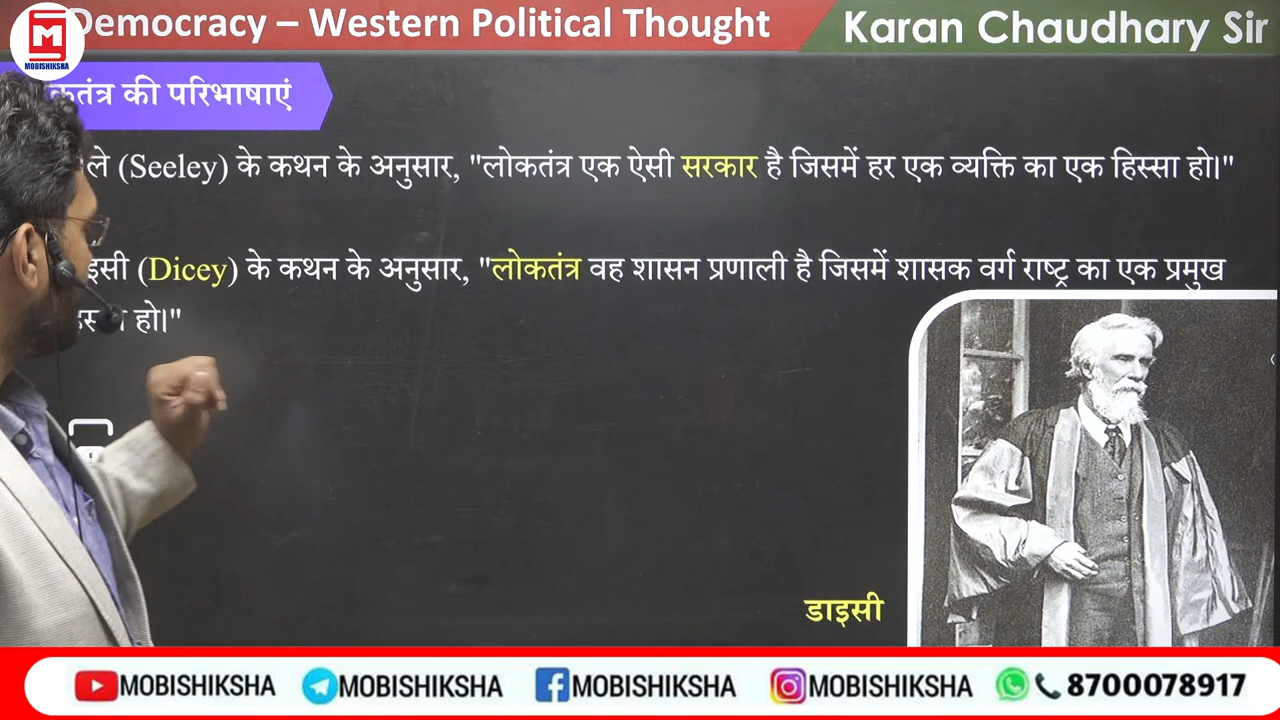 Democracy – Western Political Thought
Karan Chaudhary Sir
M
MOBISHIKSHA
कतंत्र की परिभाषाएं
ले (Seeley) के कथन के अनुसार, "लोकतंत्र एक ऐसी सरकार है जिसमें हर एक व्यक्ति का एक हिस्सा हो।"
इसी (Dicey) के कथन के अनुसार, "लोकतंत्र वह शासन प्रणाली है जिसमें शासक वर्ग राष्ट्र का एक प्रमुख
हो।"
डाइसी
MOBISHIKSHA MOBISHIKSHA MOBISHIKSHA MOBISHIKSHA 8700078917